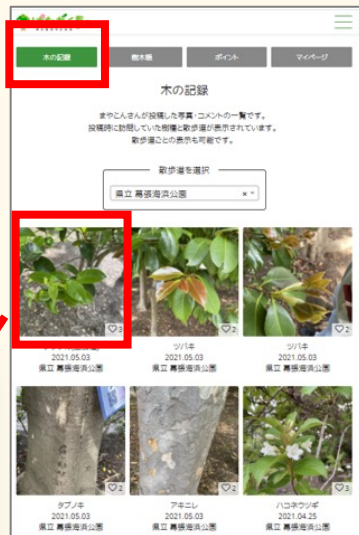 木の記録
樹木図
ポイント
マイページ
木の記録
まやとんさんが投稿した写真・コメントの一覧です。
投稿時に訪問していた樹種と散歩道が表示されています。
散歩道ごとの表示も可能です。
散歩道を選択
県立 幕張海浜公園
×
3
2
2
2021.05.03
県立 幕張海浜公園
ツバキ
2021.05.03
県立 幕張海浜公園
ツバキ
2021.05.03
県立 幕張海浜公園
2
2
3
タブノキ
2021.05.03
県立 幕張海浜公園
アキニレ
2021.05.03
県立 幕張海浜公園
ハコネウツギ
2021.04.25
県立 幕張海浜公園